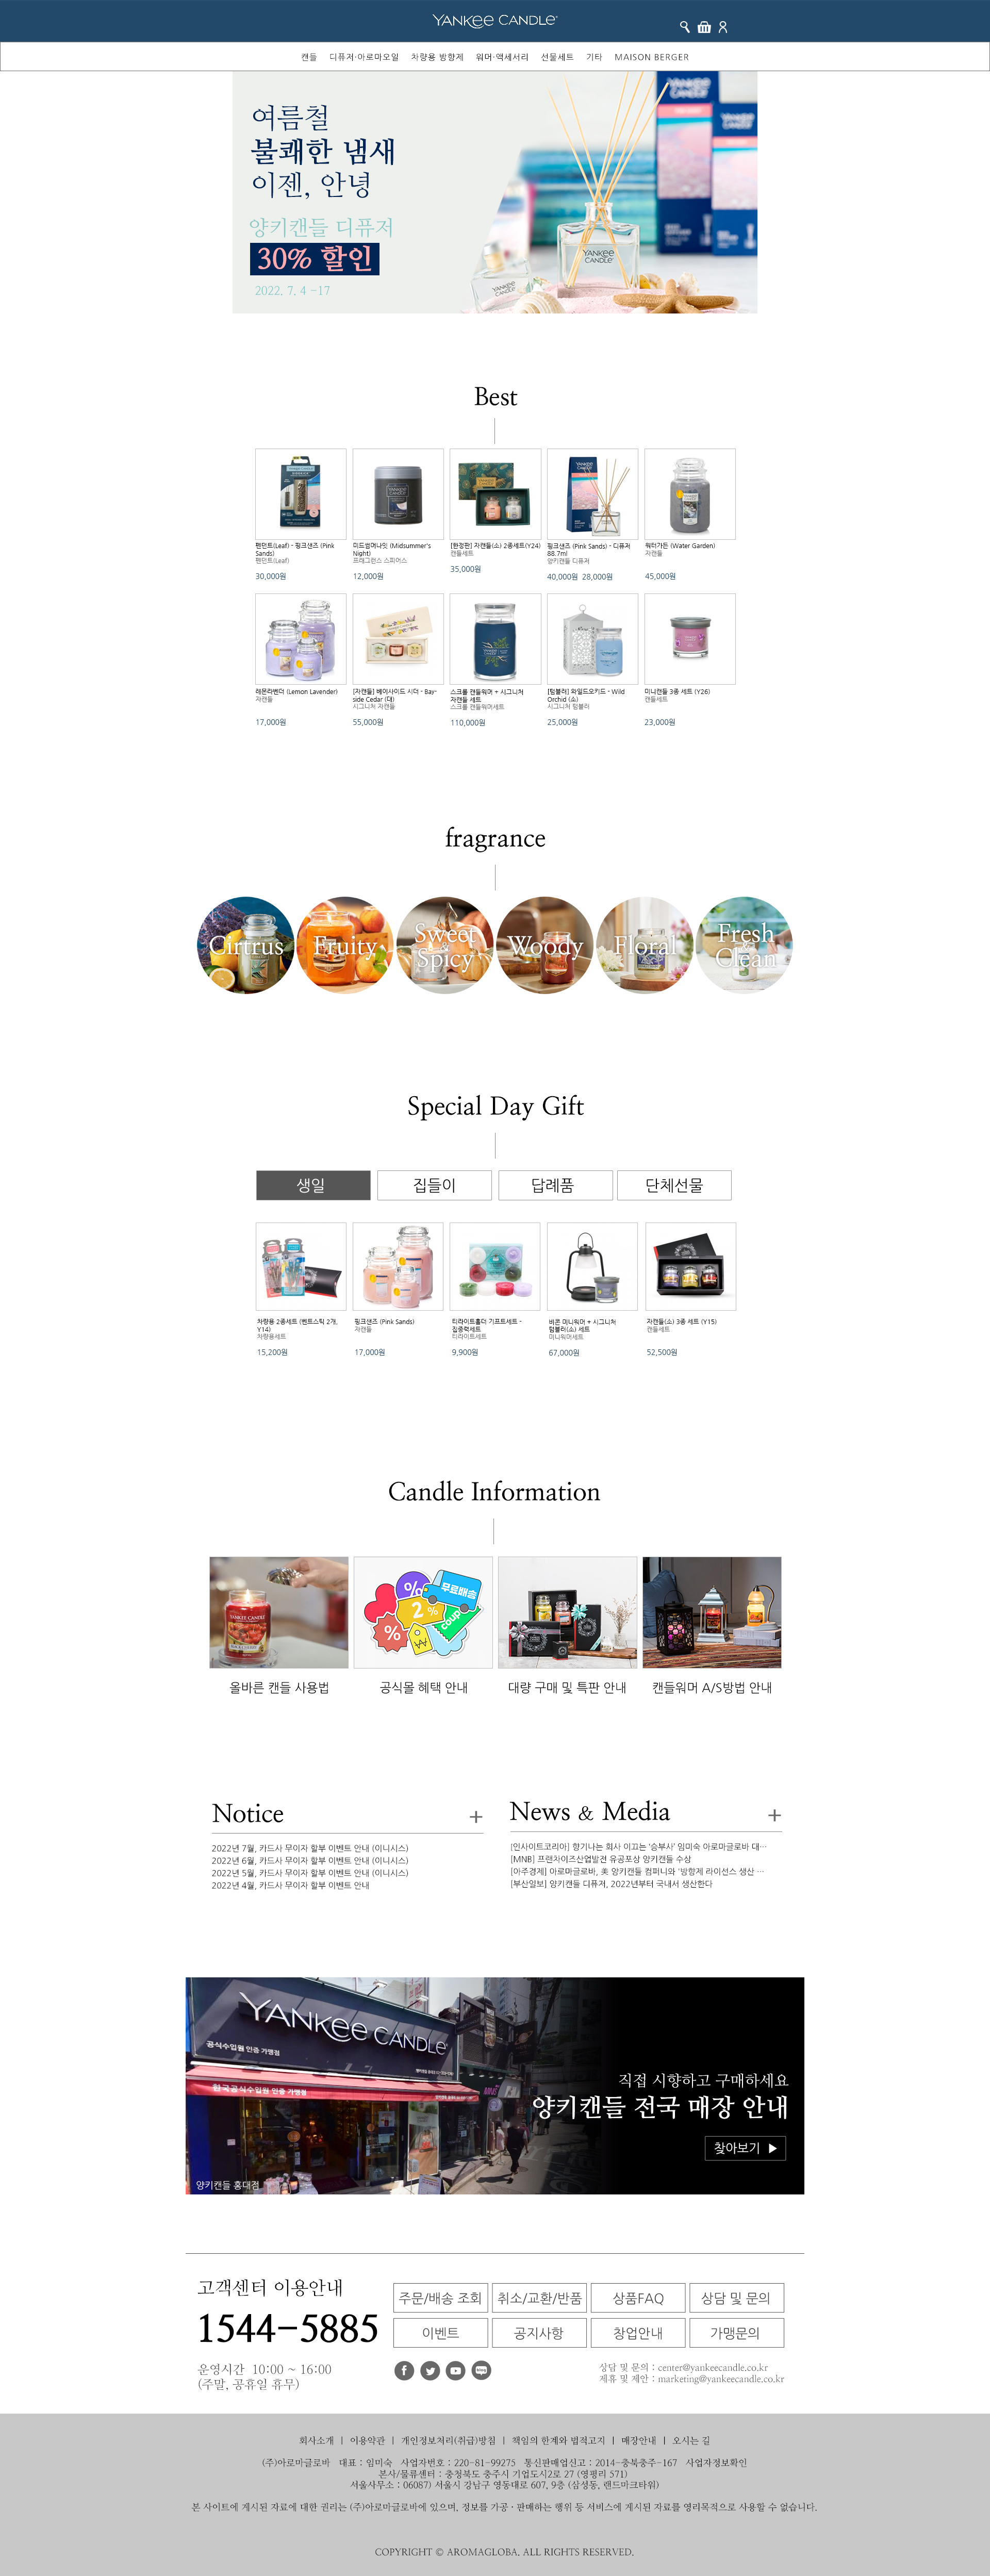 YANKEE CANDLE
캔들 디퓨저·아로마오일 차량용 방향제 워머·액세서리 선물세트 기타 MAISON BERGER
여름철
불쾌한 냄새
이젠, 안녕
양키캔들 디퓨저
30% 할인
2022. 7. 4 -17
YANKEE CANDLE
Best
펜던트(Leaf) - 핑크샌즈 (Pink Sands)
펜던트(Leaf)
30,000원
미드썸머나잇 (Midsummer's Night)
프래그런스 스피어스
12,000원
[한정판] 자캔들(소) 2종세트(Y24)
캔들세트
35,000원
핑크샌즈 (Pink Sands) - 디퓨저 88.7ml
양키캔들 디퓨저
40,000원 28,000원
워터가든 (Water Garden)
자캔들
45,000원
레몬라벤더 (Lemon Lavender)
자캔들
17,000원
[자캔들] 베이사이드 시더 - Bay-side Cedar (대)
시그니처 자캔들
55,000원
스크롤 캔들워머 + 시그니처 자캔들 세트
스크롤 캔들워머세트
110,000원
[텀블러] 와일드오키드 - Wild Orchid (소)
시그니처 텀블러
25,000원
미니캔들 3종 세트 (Y26)
캔들세트
23,000원
fragrance
Cirtrus
Fruity
Sweet
&
Spicy
Woody
Floral
Fresh
&
Clean
Special Day Gift
생일 집들이 답례품 단체선물
차량용 2종세트 (벤트스틱 2개, Y14)
차량용세트
15,200원
핑크샌즈 (Pink Sands)
자캔들
17,000원
티라이트홀더 기프트세트 - 집중력세트
티라이트세트
9,900원
비콘 미니워머 + 시그니처 텀블러(소) 세트
미니워머세트
67,000원
자캔들(소) 3종 세트 (Y15)
캔들세트
52,500원
Candle Information
%
무료배송
2 %
%
coupon
W
올바른 캔들 사용법 공식몰 혜택 안내 대량 구매 및 특판 안내 캔들워머 A/S방법 안내
Notice +
2022년 7월, 카드사 무이자 할부 이벤트 안내 (이니시스)
2022년 6월, 카드사 무이자 할부 이벤트 안내 (이니시스)
2022년 5월, 카드사 무이자 할부 이벤트 안내 (이니시스)
2022년 4월, 카드사 무이자 할부 이벤트 안내
News & Media +
[인사이트코리아] 향기나는 회사 이끄는 '승부사' 임미숙 아로마글로바 대…
[MNB] 프랜차이즈산업발전 유공포상 양키캔들 수상
[아주경제] 아로마글로바, 美 양키캔들 컴퍼니와 '방향제 라이선스 생산 …
[부산일보] 양키캔들 디퓨저, 2022년부터 국내서 생산한다
YANKEE CANDLE
공식수입원 인증 가맹점
한국공식수입원 인증 가맹점
직접 시향하고 구매하세요
양키캔들 전국 매장 안내
찾아보기 ▶
양키캔들 홍대점
고객센터 이용안내
1544-5885
운영시간 10:00 ~ 16:00
(주말, 공휴일 휴무)
주문/배송 조회 취소/교환/반품 상품FAQ 상담 및 문의
이벤트 공지사항 창업안내 가맹문의
상담 및 문의 : center@yankeecandle.co.kr
제휴 및 제안 : marketing@yankeecandle.co.kr
회사소개 | 이용약관 | 개인정보처리(취급)방침 | 책임의 한계와 법적고지 | 매장안내 | 오시는 길
(주)아로마글로바 대표 : 임미숙 사업자번호 : 220-81-99275 통신판매업신고 : 2014-충북충주-167 사업자정보확인
본사/물류센터 : 충청북도 충주시 기업도시2로 27 (영평리 571)
서울사무소 : 06087) 서울시 강남구 영동대로 607, 9층 (삼성동, 랜드마크타워)
본 사이트에 게시된 자료에 대한 권리는 (주)아로마글로바에 있으며, 정보를 가공 · 판매하는 행위 등 서비스에 게시된 자료를 영리목적으로 사용할 수 없습니다.
COPYRIGHT © AROMAGLOBA. ALL RIGHTS RESERVED.